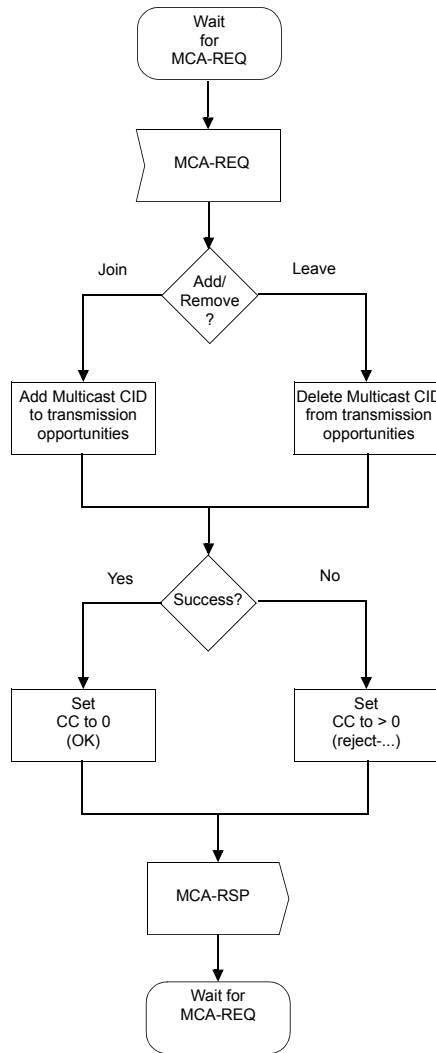 Wait
for
MCA-REQ
MCA-REQ
Join
Add/
Remove
?
Leave
Add Multicast CID
to transmission
opportunities
Delete Multicast CID
from transmission
opportunities
Yes
Success?
No
Set
CC to 0
(OK)
Set
CC to > 0
(reject-...)
MCA-RSP
Wait for
MCA-REQ